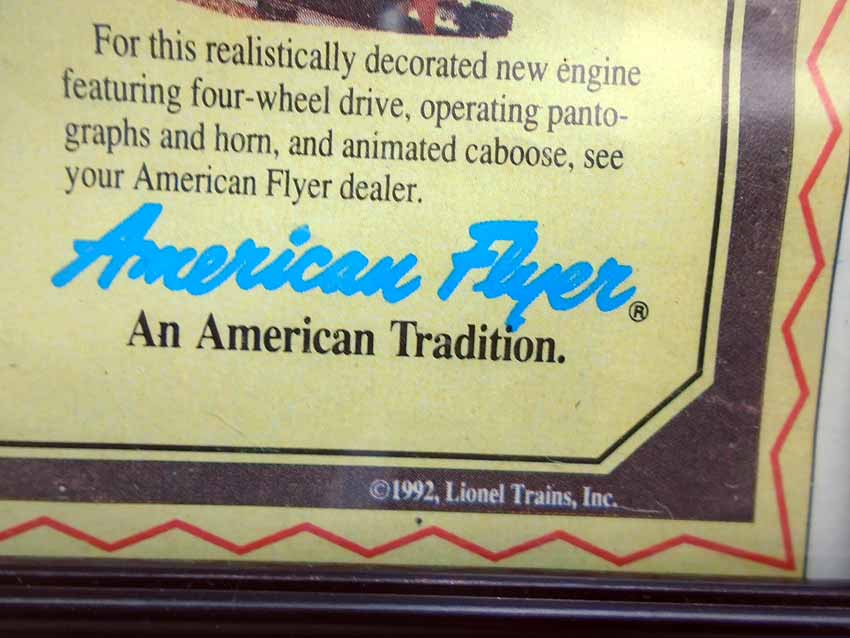 For this realistically decorated new engine
featuring four-wheel drive, operating panto-
graphs and horn, and animated caboose, see
your American Flyer dealer.
American Flyer®
An American Tradition.
©1992, Lionel Trains, Inc.